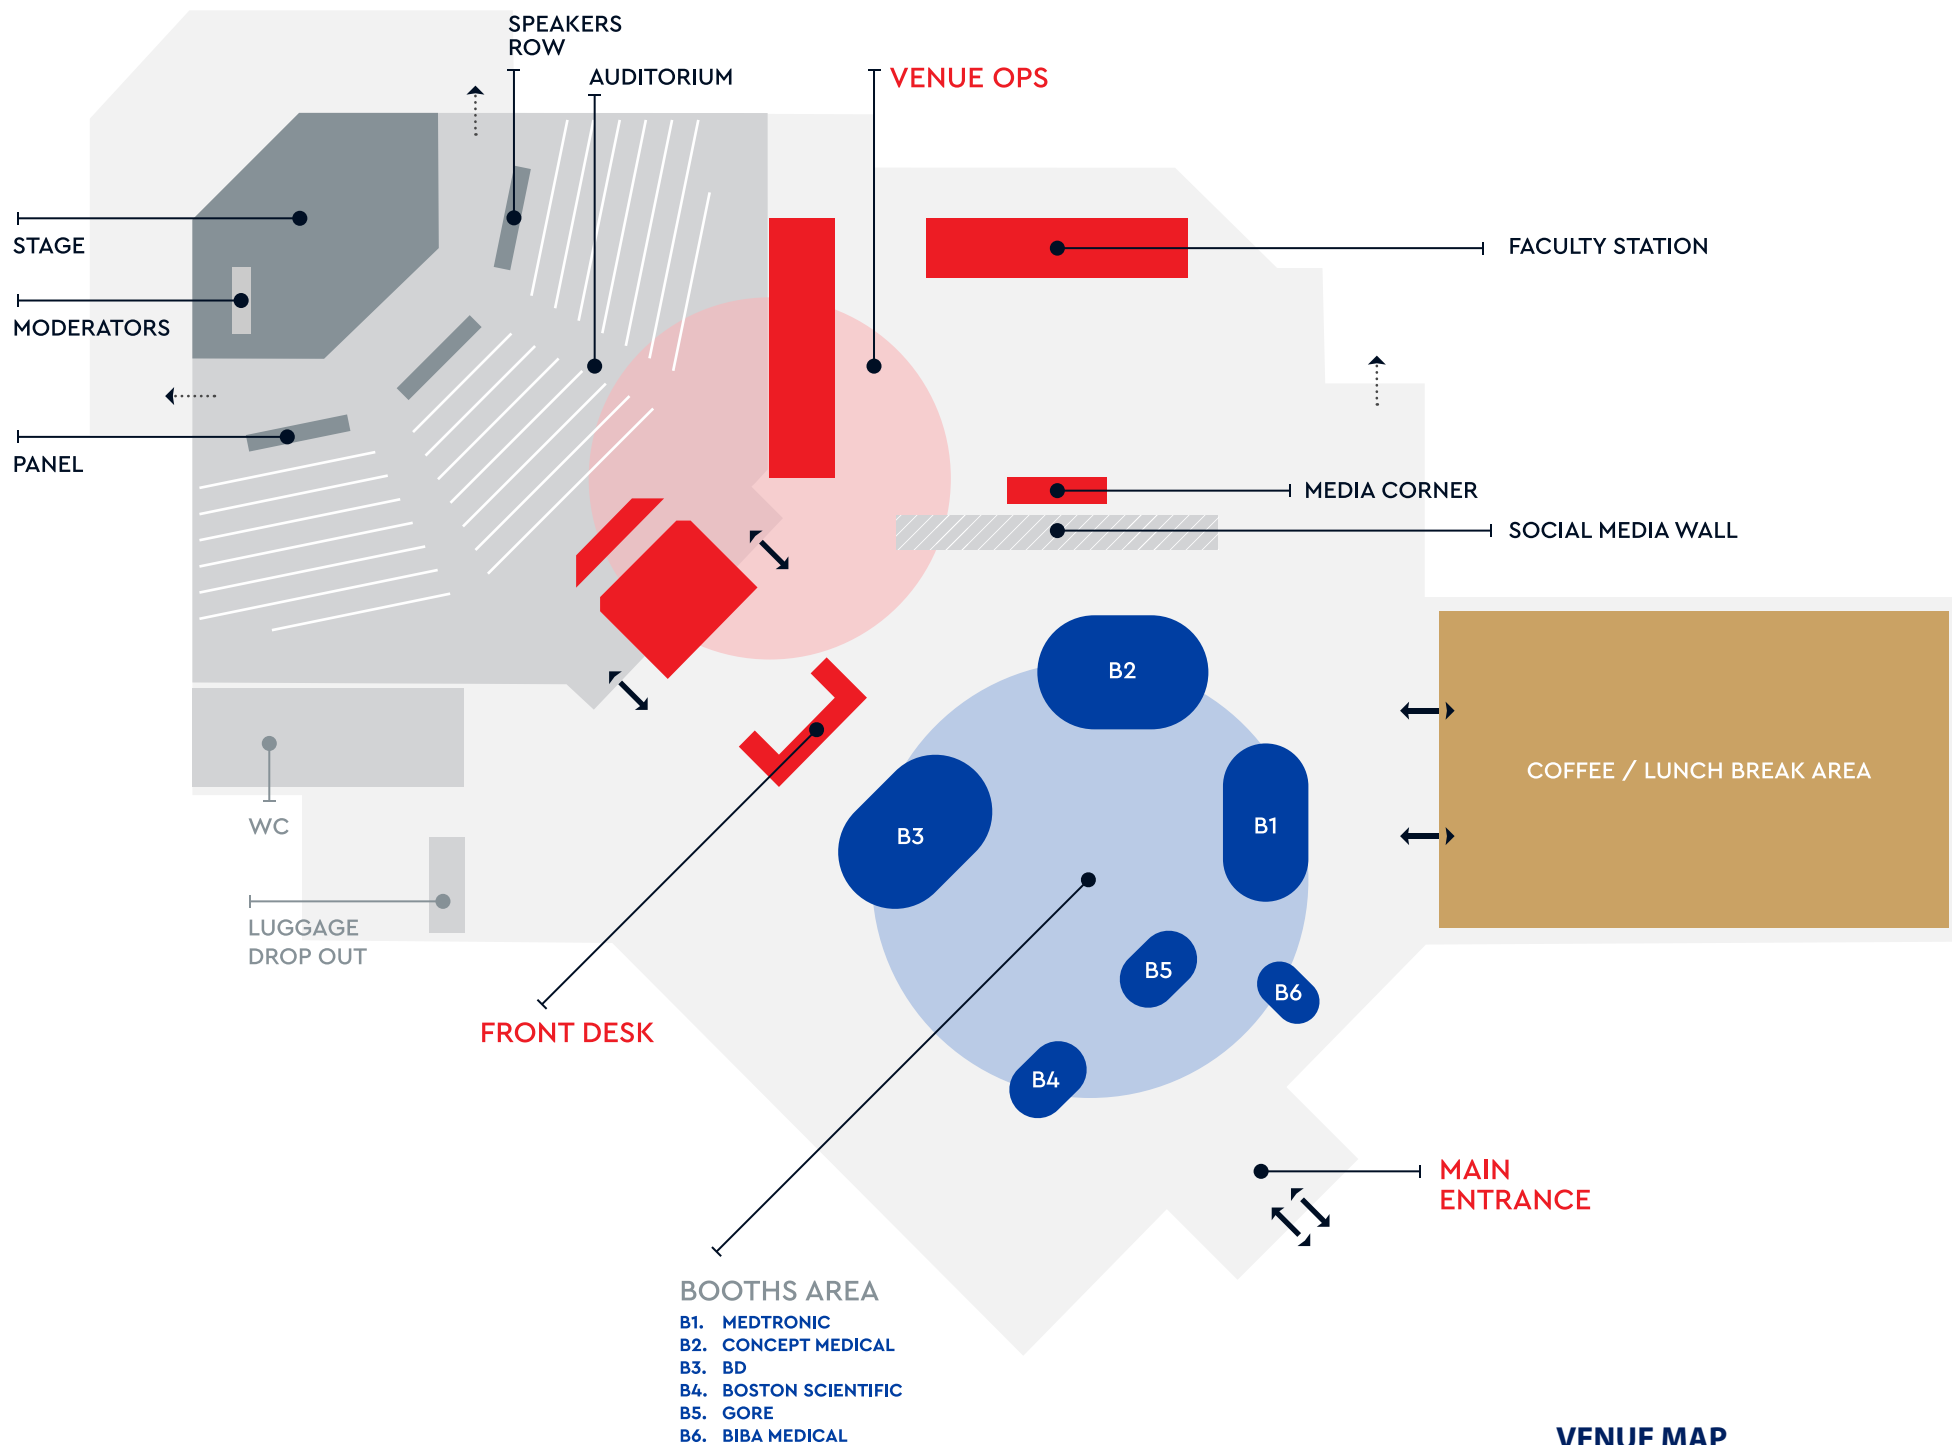 SPEAKERS
ROW
AUDITORIUM
VENUE OPS
STAGE
FACULTY STATION
MODERATORS
PANEL
MEDIA CORNER
SOCIAL MEDIA WALL
B2
COFFEE / LUNCH BREAK AREA
B1
B3
WC
LUGGAGE
DROP OUT
B5
B6
FRONT DESK
B4
MAIN
ENTRANCE
BOOTHS AREA
B1. MEDTRONIC
B2. CONCEPT MEDICAL
B3. BD
B4. BOSTON SCIENTIFIC
B5. GORE
B6. BIBA MEDICAL
VENUE MAP